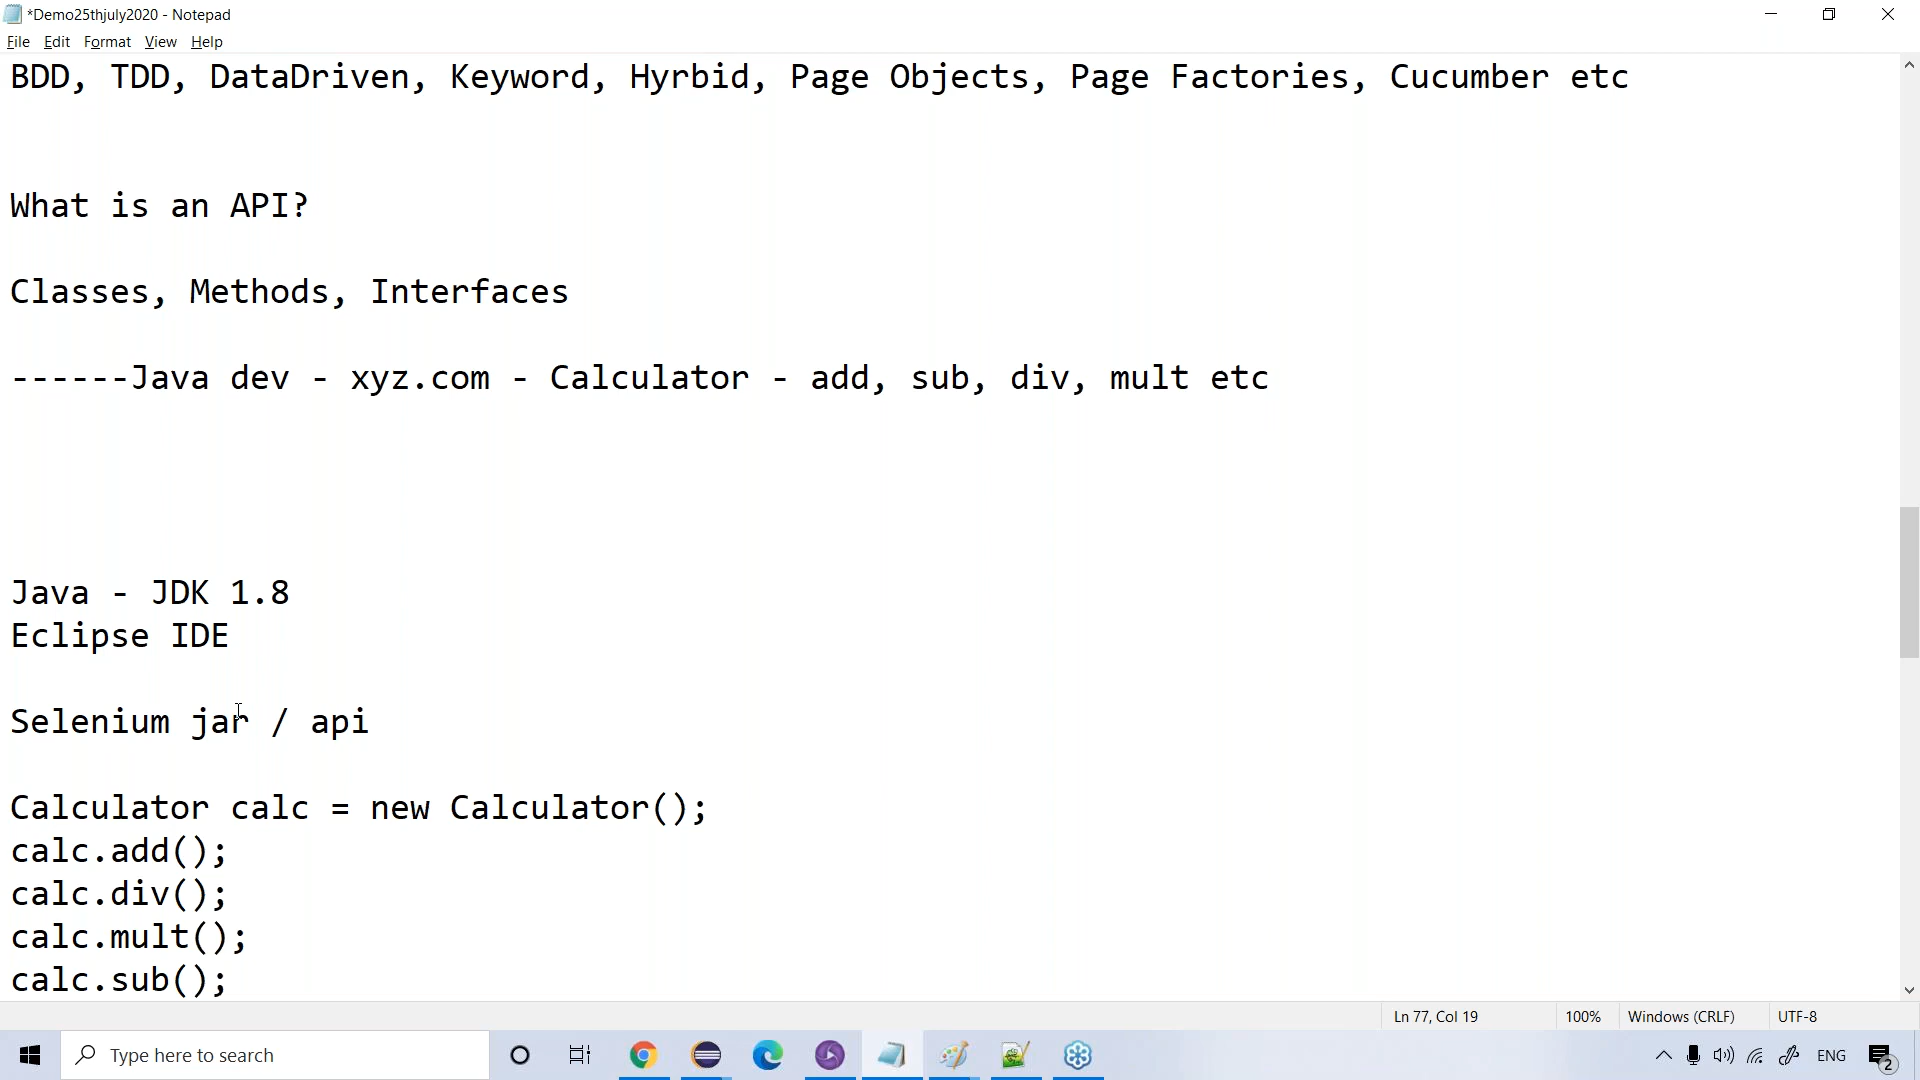 *Demo25thjuly2020 - Notepad
File Edit Format View Help
BDD, TDD, DataDriven, Keyword, Hyrbid, Page Objects, Page Factories, Cucumber etc
What is an API?
Classes, Methods, Interfaces
------Java dev - xyz.com - Calculator - add, sub, div, mult etc
Java - JDK 1.8
Eclipse IDE
Selenium jar / api
Calculator calc = new Calculator();
calc.add();
calc.div();
calc.mult();
calc.sub();
Ln 77, Col 19 100% Windows (CRLF) UTF-8
Type here to search ENG 2